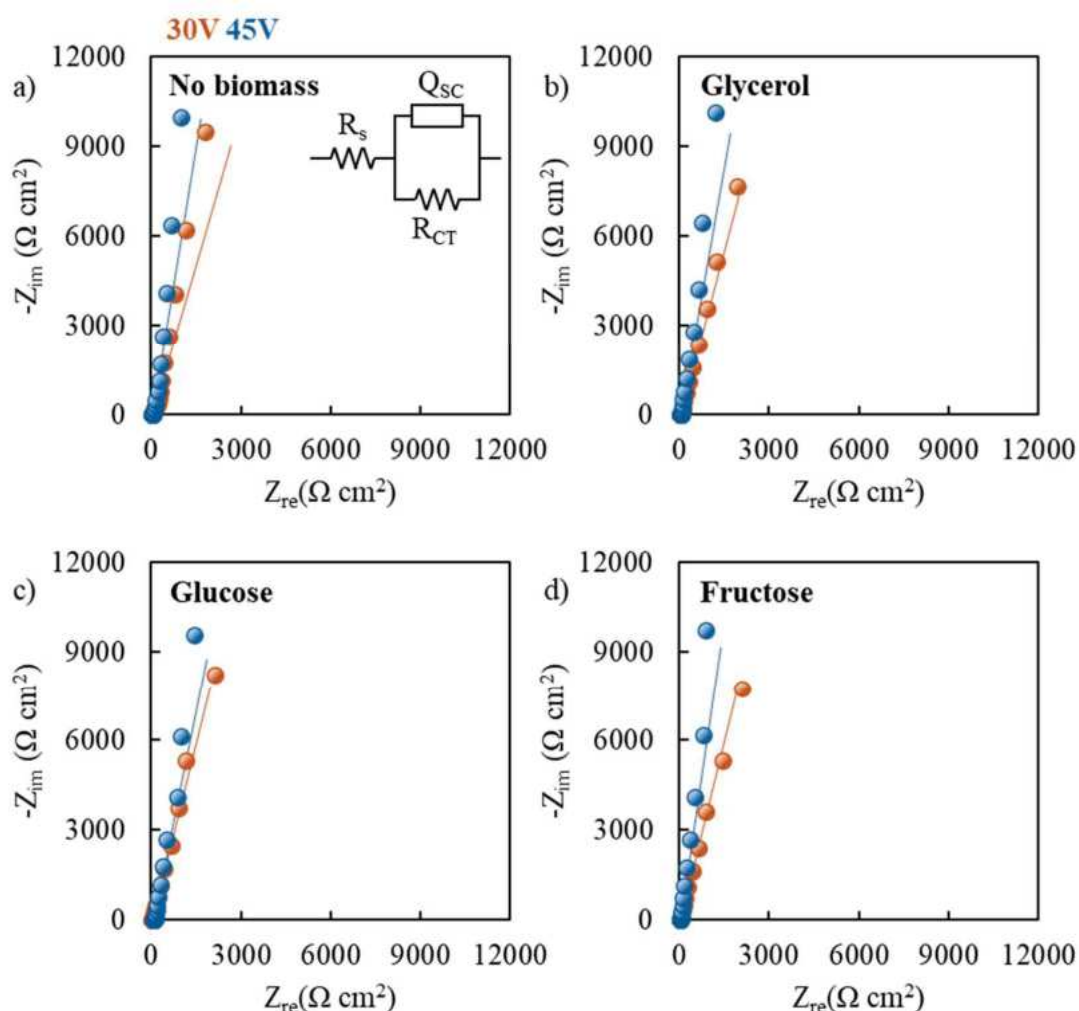 30V 45V
a)
No biomass
Q_SC
R_s
R_CT
12000
9000
6000
3000
0
-Z_im (Ω cm²)
0 3000 6000 9000 12000
Z_re(Ω cm²)
b)
Glycerol
12000
9000
6000
3000
0
-Z_im (Ω cm²)
0 3000 6000 9000 12000
Z_re(Ω cm²)
c)
Glucose
12000
9000
6000
3000
0
-Z_im (Ω cm²)
0 3000 6000 9000 12000
Z_re(Ω cm²)
d)
Fructose
12000
9000
6000
3000
0
-Z_im (Ω cm²)
0 3000 6000 9000 12000
Z_re(Ω cm²)